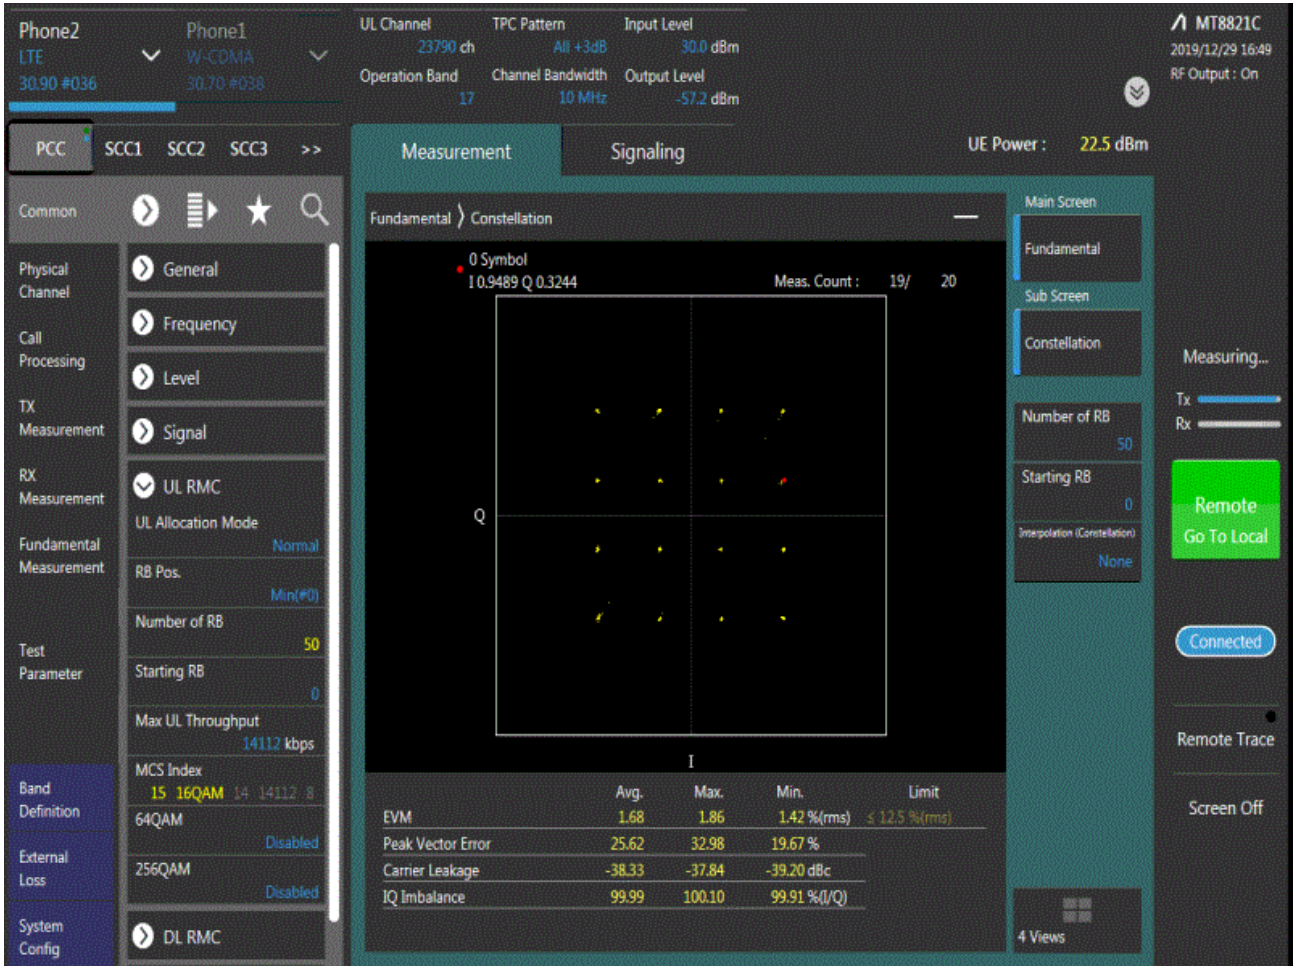 Phone2
LTE
30.90 #036
Phone1
W-CDMA
30.70 #038
UL Channel
23790 ch
TPC Pattern
All +3dB
Input Level
30.0 dBm
Operation Band
17
Channel Bandwidth
10 MHz
Output Level
-57.2 dBm
MT8821C
2019/12/29 16:49
RF Output : On
PCC SCC1 SCC2 SCC3 >>
Measurement
Signaling
UE Power : 22.5 dBm
Common
Physical
Channel
Call
Processing
TX
Measurement
RX
Measurement
Fundamental
Measurement
Test
Parameter
Band
Definition
External
Loss
System
Config
General
Frequency
Level
Signal
UL RMC
UL Allocation Mode
Normal
RB Pos.
Min(#0)
Number of RB
50
Starting RB
0
Max UL Throughput
14112 kbps
MCS Index
15 16QAM 14 14112 8
64QAM
Disabled
256QAM
Disabled
DL RMC
Fundamental 〉 Constellation
0 Symbol
I 0.9489 Q 0.3244
Meas. Count : 19/ 20
Q
I
Avg. Max. Min. Limit
EVM 1.68 1.86 1.42 %(rms) ≤ 12.5 %(rms)
Peak Vector Error 25.62 32.98 19.67 %
Carrier Leakage -38.33 -37.84 -39.20 dBc
IQ Imbalance 99.99 100.10 99.91 %(I/Q)
Main Screen
Fundamental
Sub Screen
Constellation
Number of RB
50
Starting RB
0
Interpolation (Constellation)
None
4 Views
Measuring...
Tx
Rx
Remote
Go To Local
Connected
Remote Trace
Screen Off